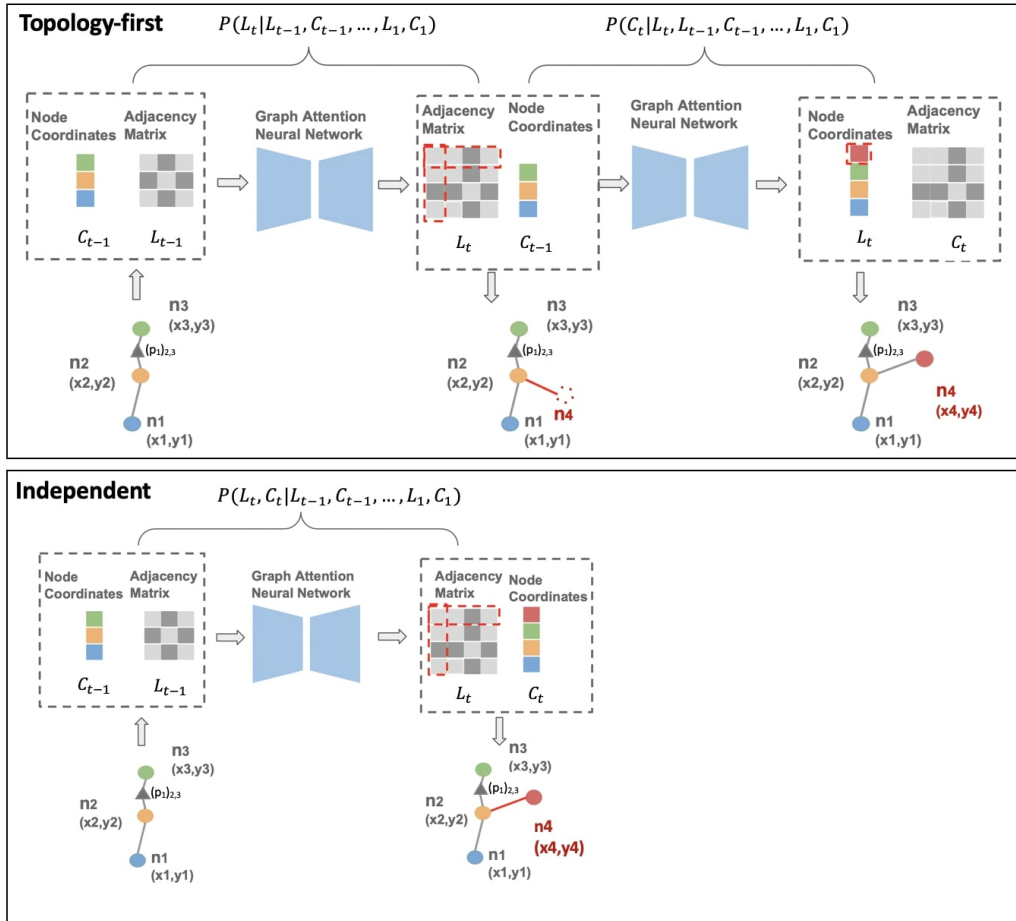 Topology-first
P(L_t|L_{t−1}, C_{t−1}, …, L_1, C_1)
P(C_t|L_t, L_{t−1}, C_{t−1}, …, L_1, C_1)
Node
Coordinates
Adjacency
Matrix
C_{t−1}
L_{t−1}
Graph Attention
Neural Network
Adjacency
Matrix
Node
Coordinates
L_t
C_{t−1}
Graph Attention
Neural Network
Node
Coordinates
Adjacency
Matrix
L_t
C_t
n3
(x3,y3)
(p₁)₂,₃
n2
(x2,y2)
n1
(x1,y1)
n3
(x3,y3)
(p₁)₂,₃
n2
(x2,y2)
n4
n1
(x1,y1)
n3
(x3,y3)
(p₁)₂,₃
n2
(x2,y2)
n4
(x4,y4)
n1
(x1,y1)
Independent
P(L_t, C_t|L_{t−1}, C_{t−1}, …, L_1, C_1)
Node
Coordinates
Adjacency
Matrix
C_{t−1}
L_{t−1}
Graph Attention
Neural Network
Adjacency
Matrix
Node
Coordinates
L_t
C_t
n3
(x3,y3)
(p₁)₂,₃
n2
(x2,y2)
n1
(x1,y1)
n3
(x3,y3)
(p₁)₂,₃
n2
(x2,y2)
n4
(x4,y4)
n1
(x1,y1)